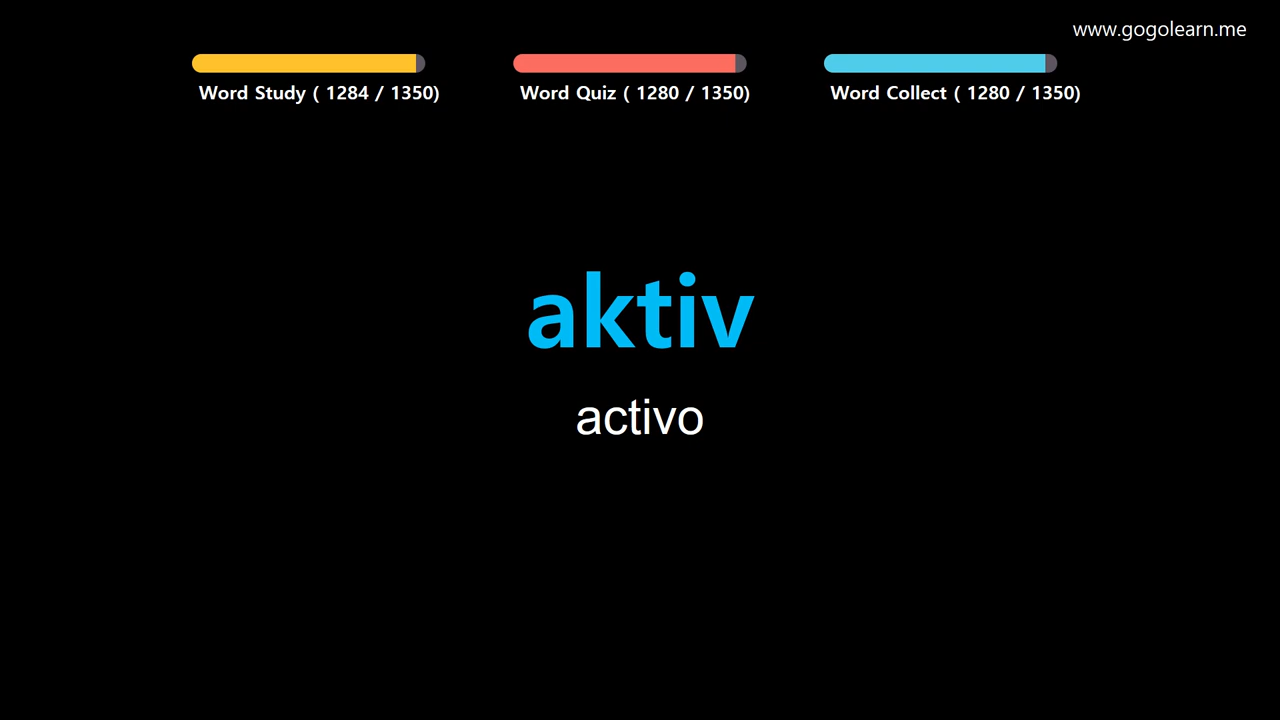 www.gogolearn.me
Word Study ( 1284 / 1350)
Word Quiz ( 1280 / 1350)
Word Collect ( 1280 / 1350)
aktiv
activo